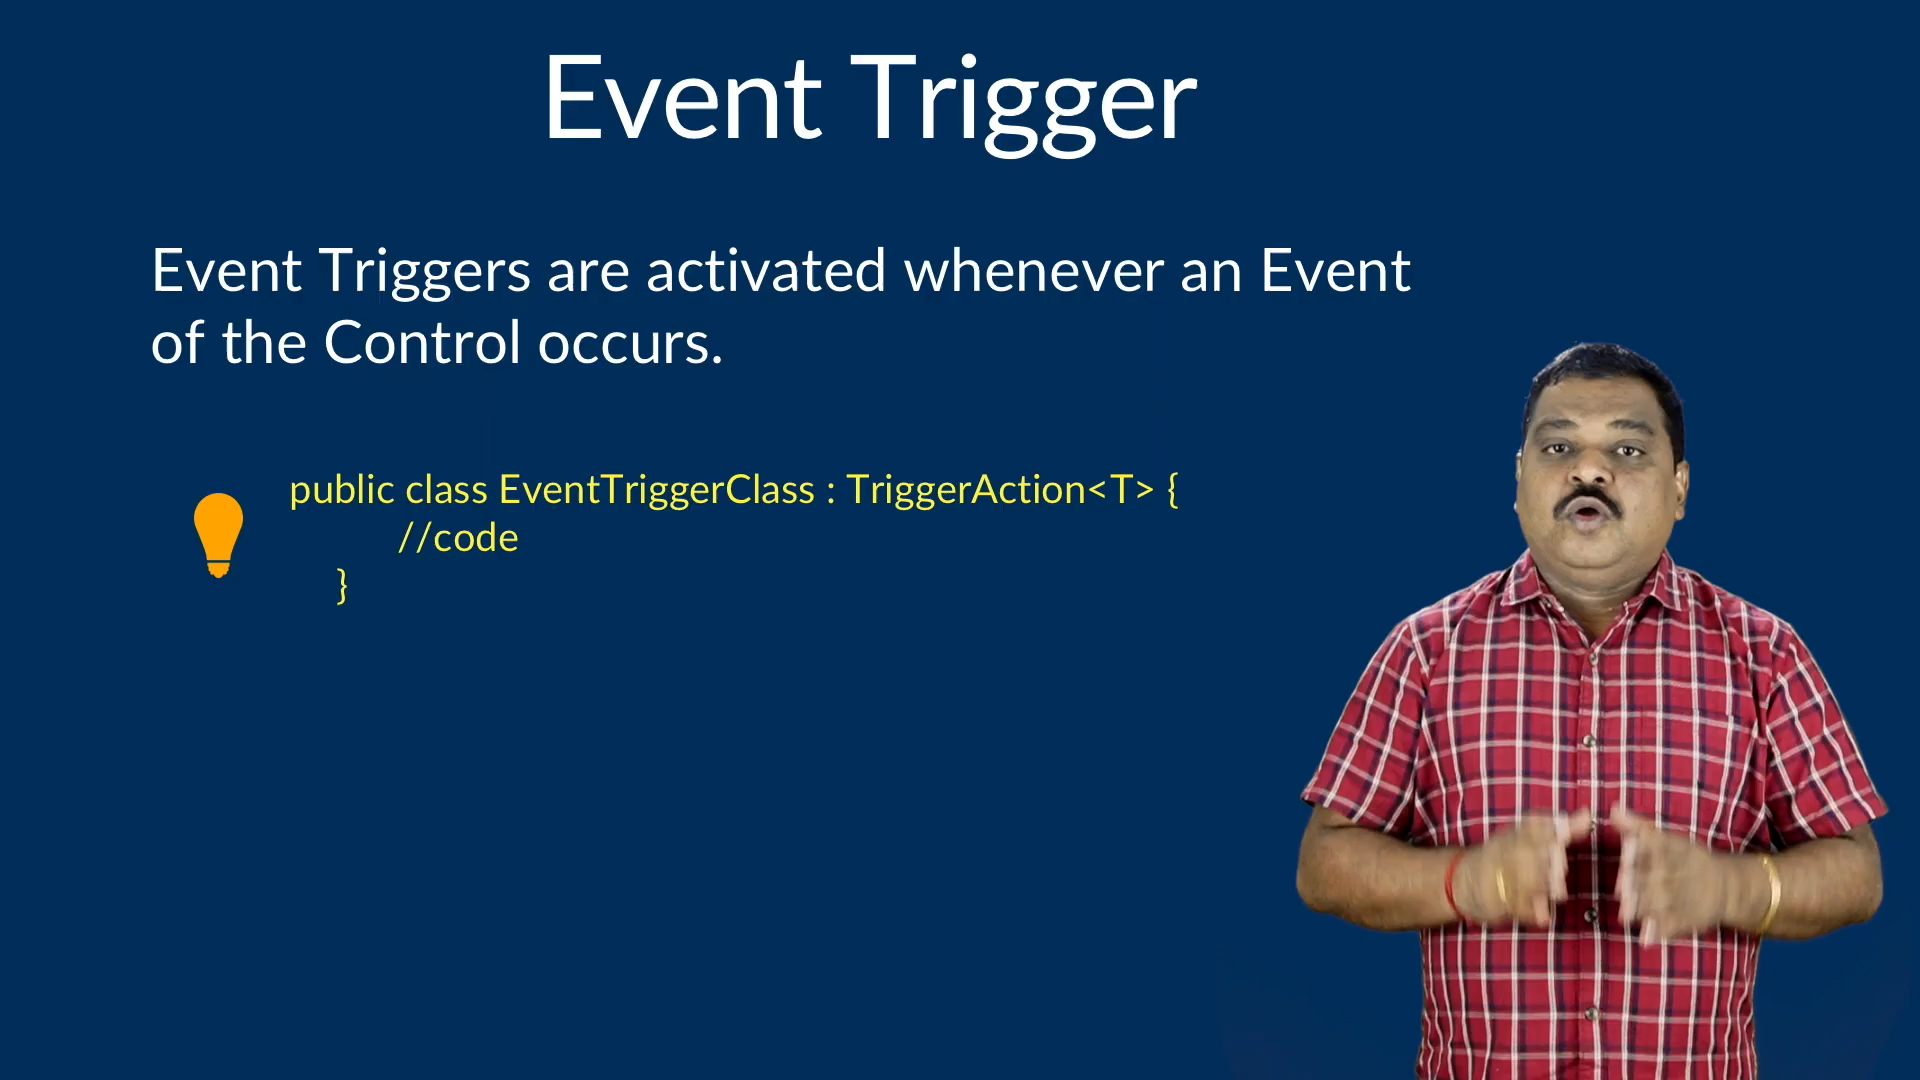 Event Trigger
Event Triggers are activated whenever an Event
of the Control occurs.
public class EventTriggerClass : TriggerAction<T> {
//code
}